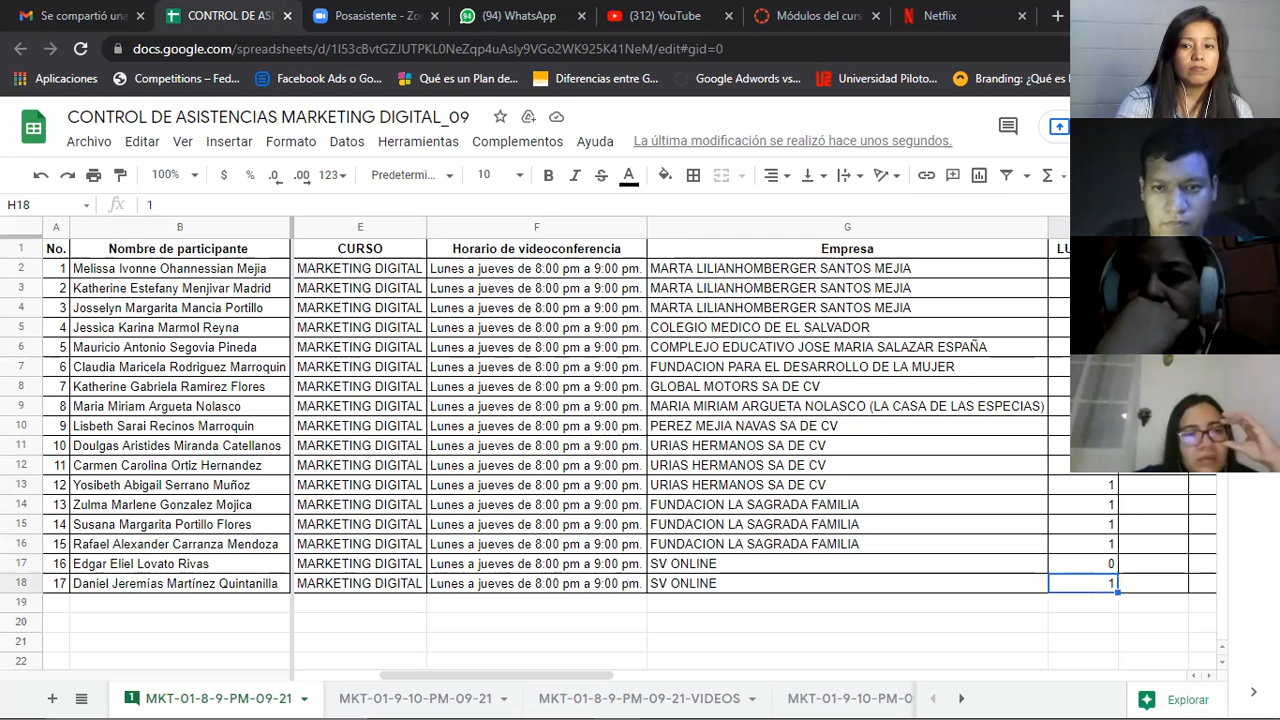 Se compartió una
CONTROL DE ASI
Posasistente - Zo
(94) WhatsApp
(312) YouTube
Módulos del curs
Netflix
docs.google.com/spreadsheets/d/1I53cBvtGZJUTPKL0NeZqp4uAsly9VGo2WK925K41NeM/edit#gid=0
Aplicaciones
Competitions – Fed...
Facebook Ads o Go...
Qué es un Plan de...
Diferencias entre G...
Google Adwords vs...
Universidad Piloto...
Branding: ¿Qué es
CONTROL DE ASISTENCIAS MARKETING DIGITAL_09
Archivo Editar Ver Insertar Formato Datos Herramientas Complementos Ayuda La última modificación se realizó hace unos segundos.
100% $ % .0 .00 123 Predetermi... 10 B I S A
H18 fx 1
A B E F G
1 No. Nombre de participante CURSO Horario de videoconferencia Empresa LU
2 1 Melissa Ivonne Ohannessian Mejia MARKETING DIGITAL Lunes a jueves de 8:00 pm a 9:00 pm. MARTA LILIANHOMBERGER SANTOS MEJIA
3 2 Katherine Estefany Menjivar Madrid MARKETING DIGITAL Lunes a jueves de 8:00 pm a 9:00 pm. MARTA LILIANHOMBERGER SANTOS MEJIA
4 3 Josselyn Margarita Mancia Portillo MARKETING DIGITAL Lunes a jueves de 8:00 pm a 9:00 pm. MARTA LILIANHOMBERGER SANTOS MEJIA
5 4 Jessica Karina Marmol Reyna MARKETING DIGITAL Lunes a jueves de 8:00 pm a 9:00 pm. COLEGIO MEDICO DE EL SALVADOR
6 5 Mauricio Antonio Segovia Pineda MARKETING DIGITAL Lunes a jueves de 8:00 pm a 9:00 pm. COMPLEJO EDUCATIVO JOSE MARIA SALAZAR ESPAÑA
7 6 Claudia Maricela Rodriguez Marroquin MARKETING DIGITAL Lunes a jueves de 8:00 pm a 9:00 pm. FUNDACION PARA EL DESARROLLO DE LA MUJER
8 7 Katherine Gabriela Ramirez Flores MARKETING DIGITAL Lunes a jueves de 8:00 pm a 9:00 pm. GLOBAL MOTORS SA DE CV
9 8 Maria Miriam Argueta Nolasco MARKETING DIGITAL Lunes a jueves de 8:00 pm a 9:00 pm. MARIA MIRIAM ARGUETA NOLASCO (LA CASA DE LAS ESPECIAS)
10 9 Lisbeth Sarai Recinos Marroquin MARKETING DIGITAL Lunes a jueves de 8:00 pm a 9:00 pm. PEREZ MEJIA NAVAS SA DE CV
11 10 Doulgas Aristides Miranda Catellanos MARKETING DIGITAL Lunes a jueves de 8:00 pm a 9:00 pm. URIAS HERMANOS SA DE CV
12 11 Carmen Carolina Ortiz Hernandez MARKETING DIGITAL Lunes a jueves de 8:00 pm a 9:00 pm. URIAS HERMANOS SA DE CV
13 12 Yosibeth Abigail Serrano Muñoz MARKETING DIGITAL Lunes a jueves de 8:00 pm a 9:00 pm. URIAS HERMANOS SA DE CV 1
14 13 Zulma Marlene Gonzalez Mojica MARKETING DIGITAL Lunes a jueves de 8:00 pm a 9:00 pm. FUNDACION LA SAGRADA FAMILIA 1
15 14 Susana Margarita Portillo Flores MARKETING DIGITAL Lunes a jueves de 8:00 pm a 9:00 pm. FUNDACION LA SAGRADA FAMILIA 1
16 15 Rafael Alexander Carranza Mendoza MARKETING DIGITAL Lunes a jueves de 8:00 pm a 9:00 pm. FUNDACION LA SAGRADA FAMILIA 1
17 16 Edgar Eliel Lovato Rivas MARKETING DIGITAL Lunes a jueves de 8:00 pm a 9:00 pm. SV ONLINE 0
18 17 Daniel Jeremías Martínez Quintanilla MARKETING DIGITAL Lunes a jueves de 8:00 pm a 9:00 pm. SV ONLINE 1
19
20
21
22
1 MKT-01-8-9-PM-09-21 MKT-01-9-10-PM-09-21 MKT-01-8-9-PM-09-21-VIDEOS MKT-01-9-10-PM-0 Explorar